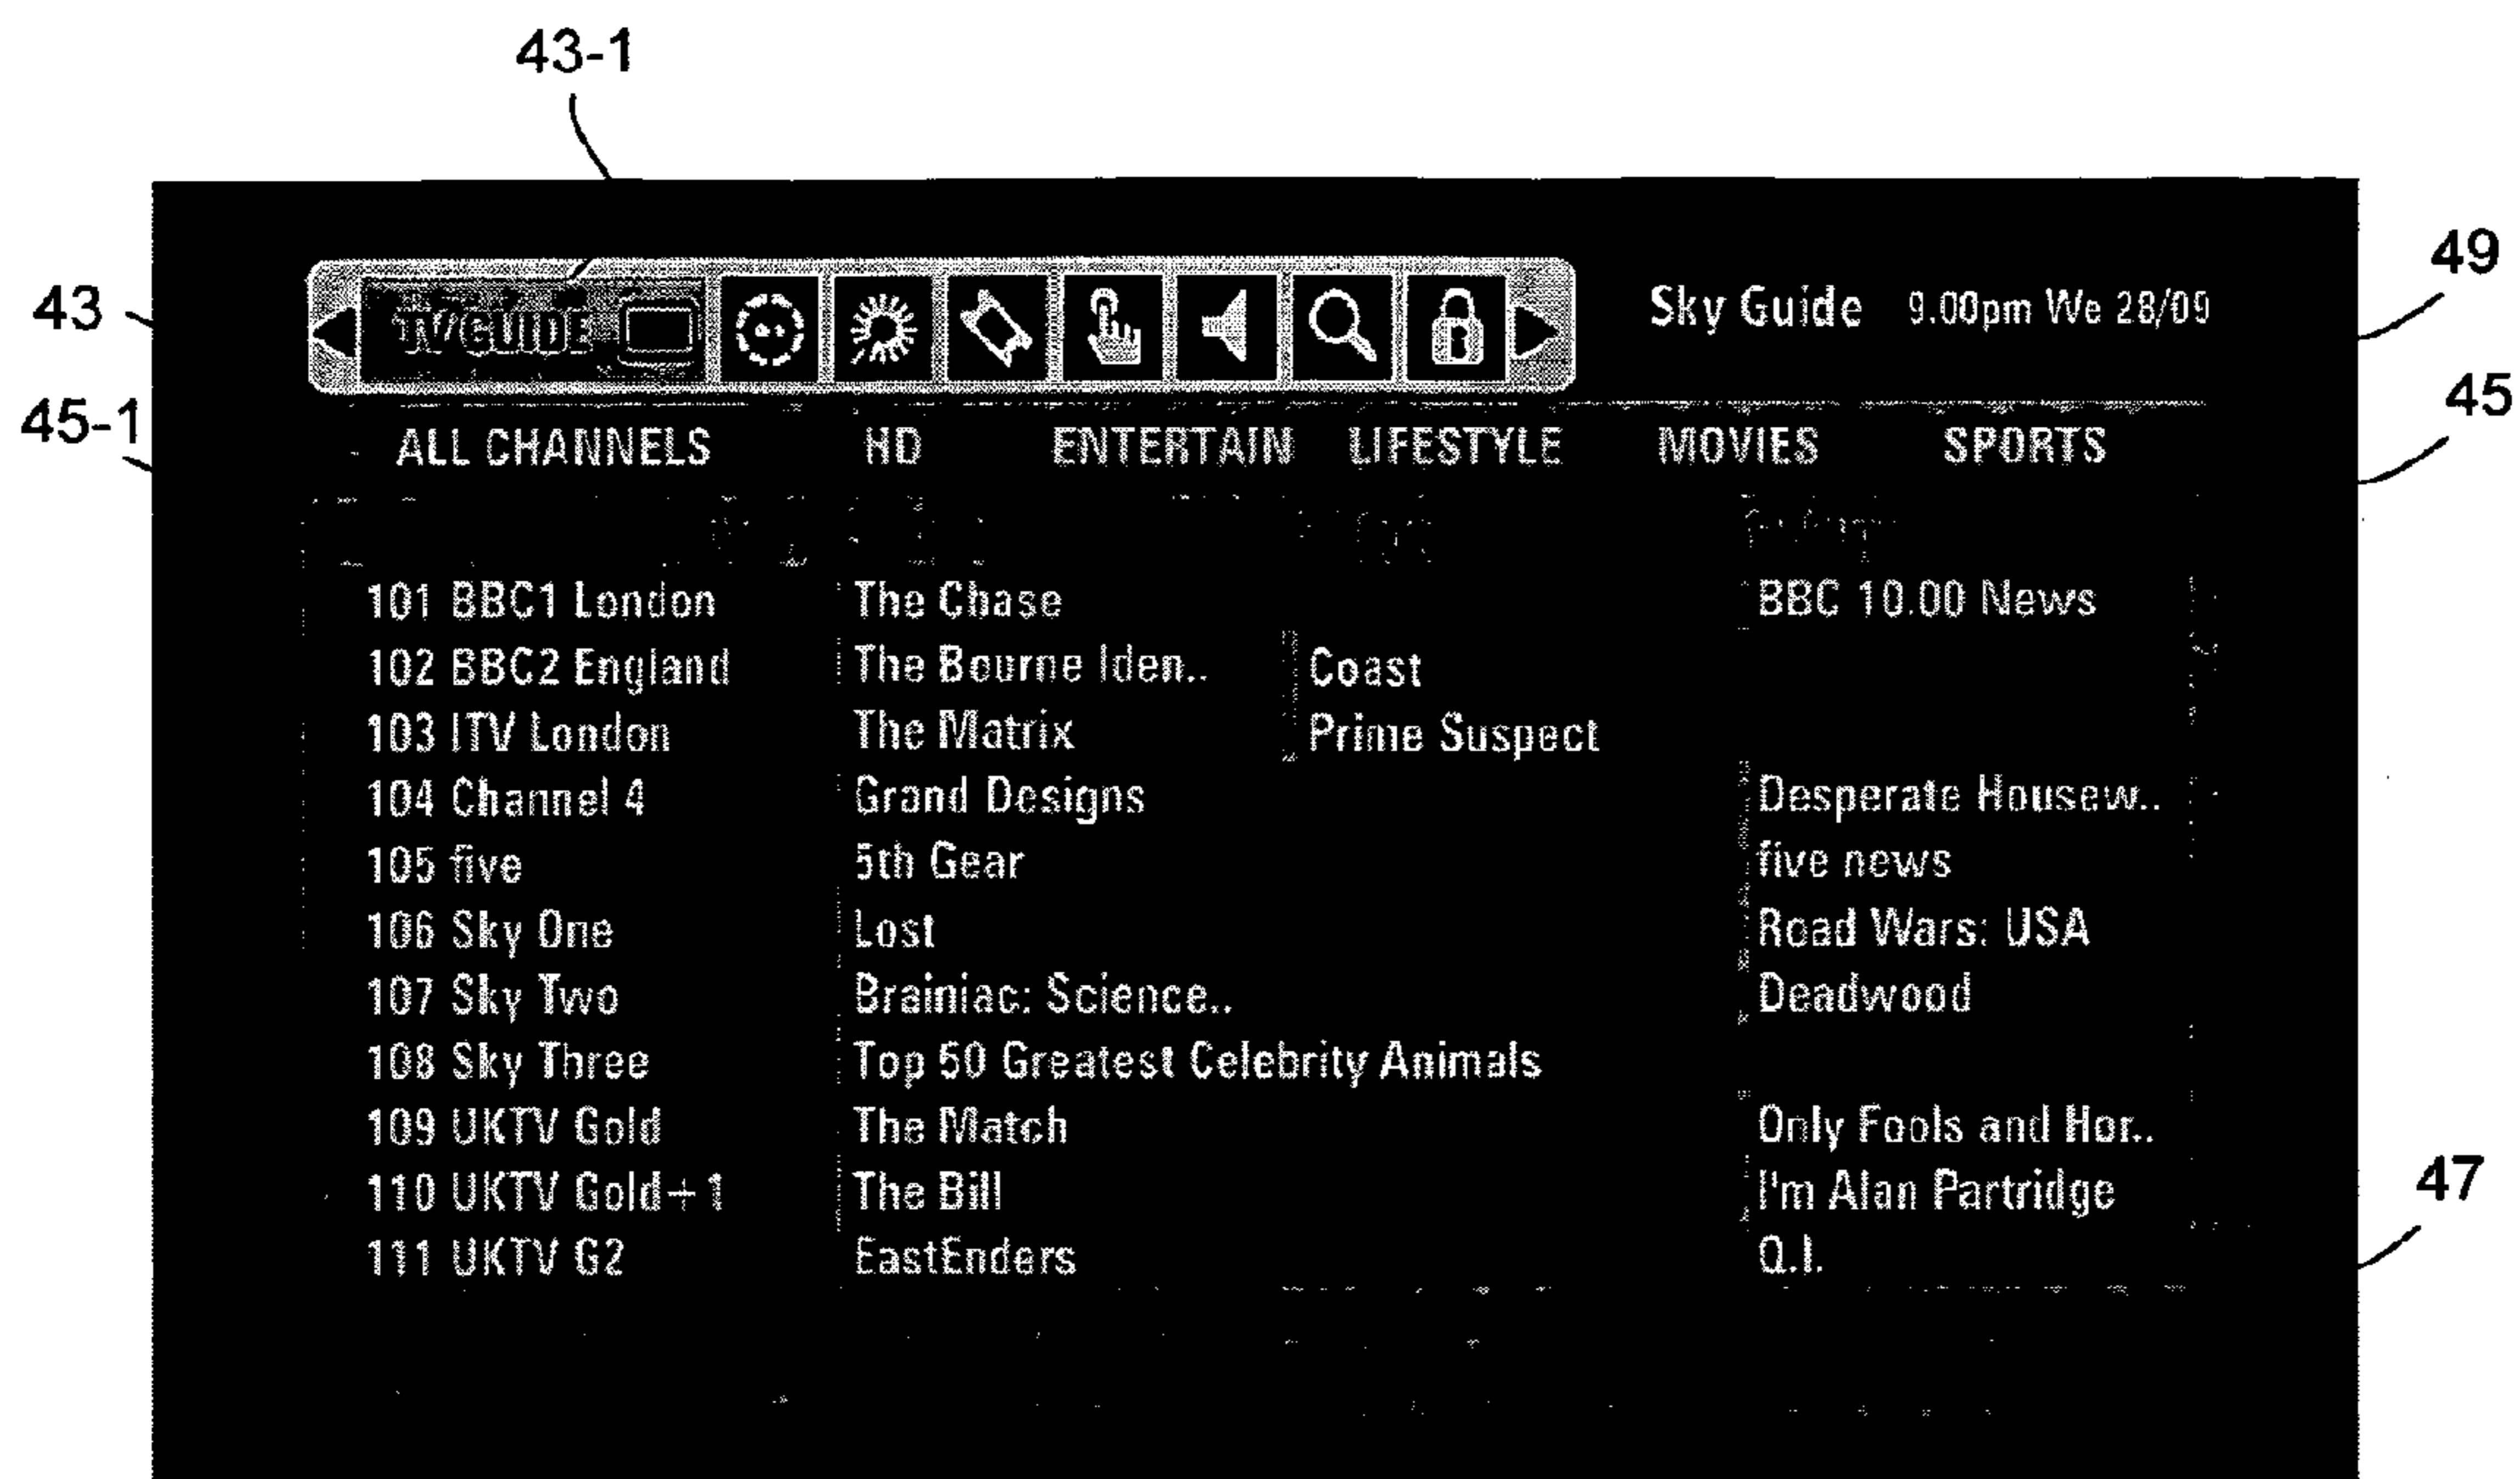 43-1
49
43
TV GUIDE
Sky Guide 9.00pm We 28/09
45
45-1
ALL CHANNELS HD ENTERTAIN LIFESTYLE MOVIES SPORTS
101 BBC1 London The Chase BBC 10.00 News
102 BBC2 England The Bourne Iden.. Coast
103 ITV London The Matrix Prime Suspect
104 Channel 4 Grand Designs Desperate Housew..
105 five 5th Gear five news
106 Sky One Lost Road Wars: USA
107 Sky Two Brainiac: Science.. Deadwood
108 Sky Three Top 50 Greatest Celebrity Animals
109 UKTV Gold The Match Only Fools and Hor..
110 UKTV Gold+1 The Bill I'm Alan Partridge
47
111 UKTV G2 EastEnders Q.I.